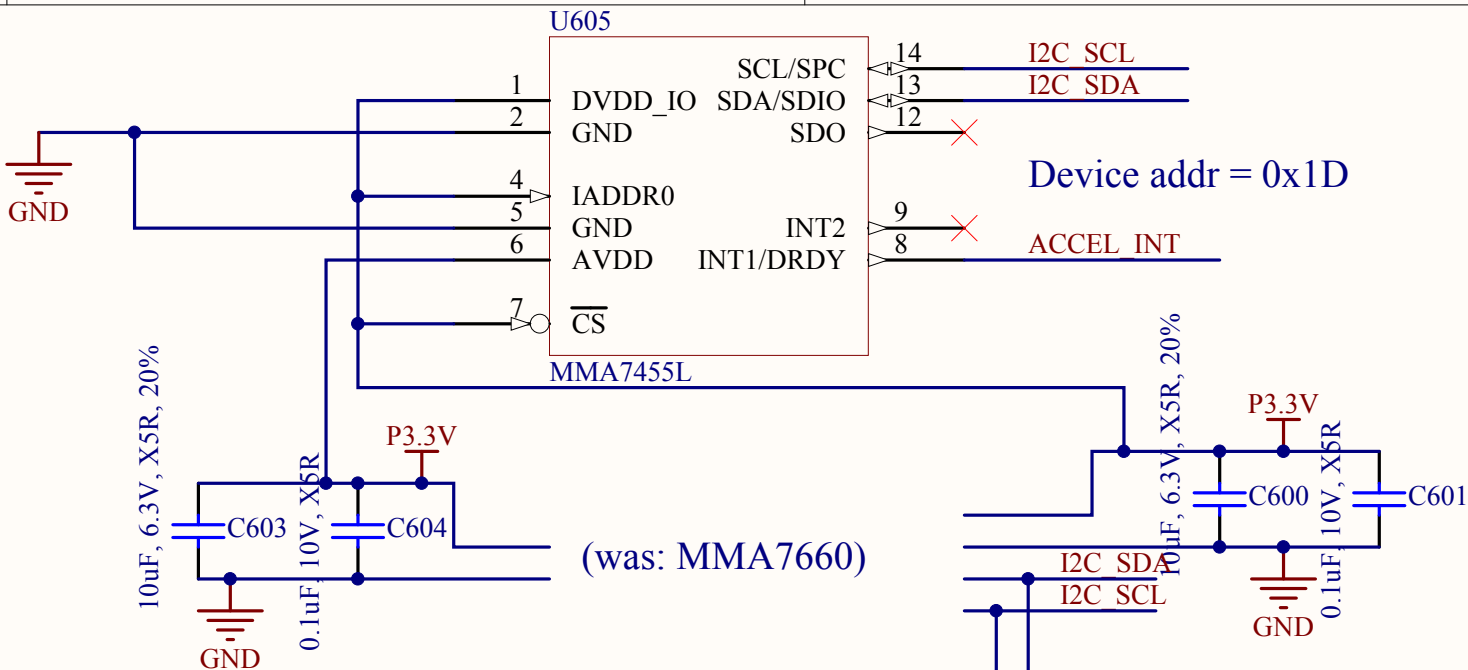 U605
1
DVDD_IO
2
GND
4
IADDR0
5
GND
6
AVDD
7
CS
SCL/SPC
14
I2C_SCL
SDA/SDIO
13
I2C_SDA
SDO
12
INT2
9
INT1/DRDY
8
ACCEL_INT
MMA7455L
GND
Device addr = 0x1D
P3.3V
10uF, 6.3V, X5R, 20%
C603
0.1uF, 10V, X5R
C604
GND
(was: MMA7660)
P3.3V
10uF, 6.3V, X5R, 20%
C600
0.1uF, 10V, X5R
C601
I2C_SDA
I2C_SCL
GND